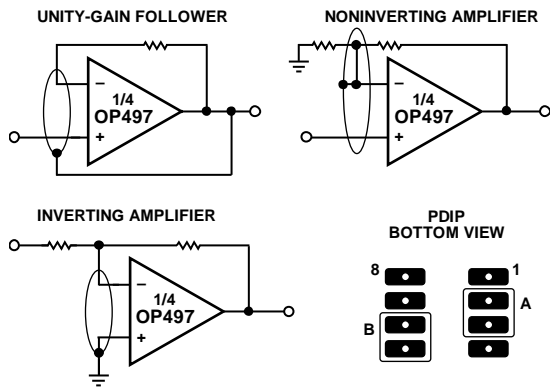 UNITY-GAIN FOLLOWER
−
1/4
OP497
+
NONINVERTING AMPLIFIER
−
1/4
OP497
+
INVERTING AMPLIFIER
−
1/4
OP497
+
PDIP
BOTTOM VIEW
8
1
A
B